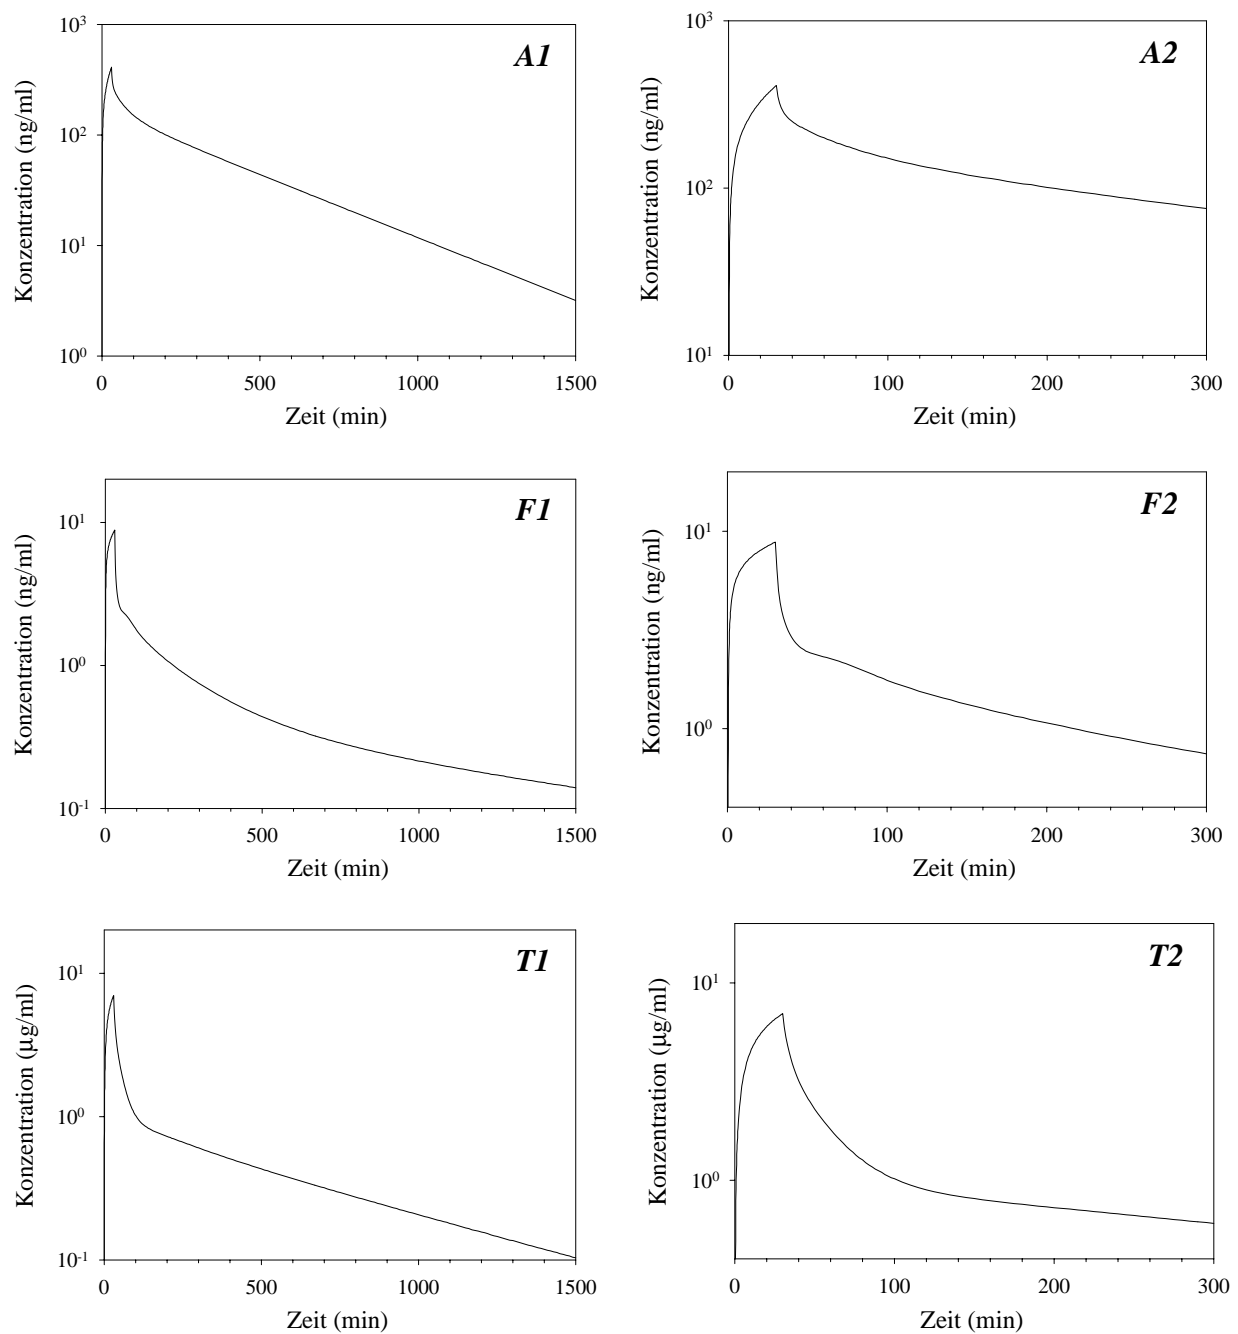 A1
Konzentration (ng/ml)
10³
10²
10¹
10⁰
0 500 1000 1500
Zeit (min)
A2
Konzentration (ng/ml)
10³
10²
10¹
0 100 200 300
Zeit (min)
F1
Konzentration (ng/ml)
10¹
10⁰
10⁻¹
0 500 1000 1500
Zeit (min)
F2
Konzentration (ng/ml)
10¹
10⁰
0 100 200 300
Zeit (min)
T1
Konzentration (µg/ml)
10¹
10⁰
10⁻¹
0 500 1000 1500
Zeit (min)
T2
Konzentration (µg/ml)
10¹
10⁰
0 100 200 300
Zeit (min)